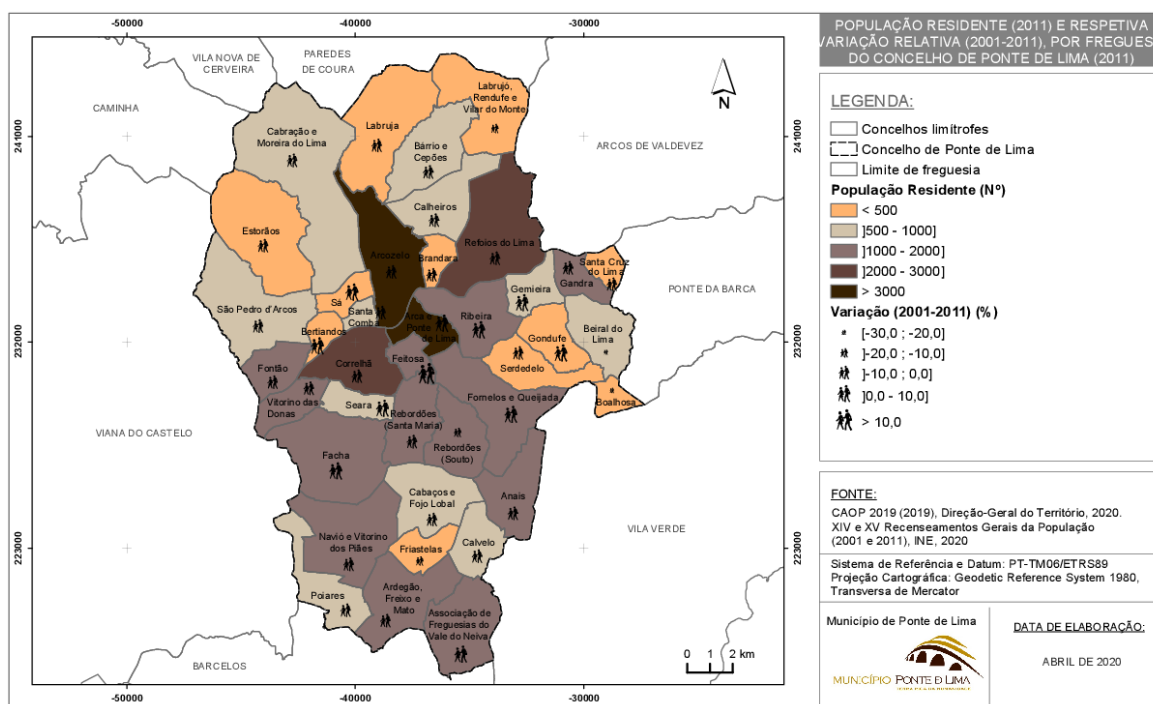 -50000
-40000
-30000
VILA NOVA DE
CERVEIRA
PAREDES
DE COURA
CAMINHA
ARCOS DE VALDEVEZ
PONTE DA BARCA
VIANA DO CASTELO
VILA VERDE
BARCELOS
241000
232000
223000
241000
232000
223000
N
Labrujó,
Rendufe e
Vilar do Monte
Labruja
Cabração e
Moreira do Lima
Bárrio e
Cepões
Calheiros
Estorãos
Arcozelo
Brandara
Refoios do Lima
Santa Cruz
do Lima
Gandra
Gemieira
Sá
Santa
Comba
São Pedro d'Arcos
Bertiandos
Arca e
Ponte
de Lima
Ribeira
Gondufe
Beiral do
Lima
Serdedelo
Boalhosa
Correlhã
Feitosa
Fontão
Vitorino das
Donas
Seara
Rebordões
(Santa Maria)
Fornelos e Queijada
Rebordões
(Souto)
Facha
Anais
Cabaços e
Fojo Lobal
Navió e Vitorino
dos Piães
Friastelas
Calvelo
Poiares
Ardegão,
Freixo e
Mato
Associação de
Freguesias do
Vale do Neiva
0 1 2 km
-50000
-40000
-30000
POPULAÇÃO RESIDENTE (2011) E RESPETIVA
VARIAÇÃO RELATIVA (2001-2011), POR FREGUES
DO CONCELHO DE PONTE DE LIMA (2011)
LEGENDA:
Concelhos limítrofes
Concelho de Ponte de Lima
Limite de freguesia
População Residente (Nº)
< 500
]500 - 1000]
]1000 - 2000]
]2000 - 3000]
> 3000
Variação (2001-2011) (%)
[-30,0 ; -20,0]
]-20,0 ; -10,0]
]-10,0 ; 0,0]
]0,0 - 10,0]
> 10,0
FONTE:
CAOP 2019 (2019), Direção-Geral do Território, 2020.
XIV e XV Recenseamentos Gerais da População
(2001 e 2011), INE, 2020
Sistema de Referência e Datum: PT-TM06/ETRS89
Projeção Cartográfica: Geodetic Reference System 1980,
Transversa de Mercator
Município de Ponte de Lima
MUNICÍPIO PONTE DE LIMA
DATA DE ELABORAÇÃO:
ABRIL DE 2020